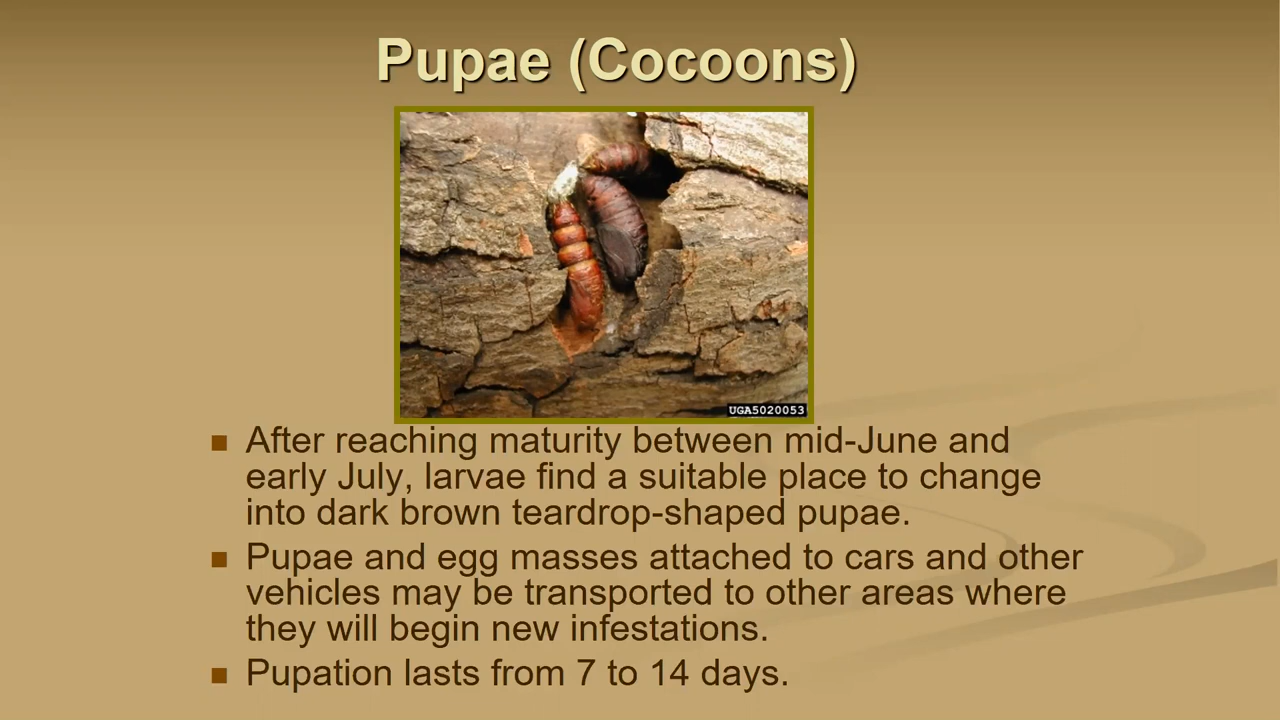 Pupae (Cocoons)
UGA5020053
■ After reaching maturity between mid-June and
early July, larvae find a suitable place to change
into dark brown teardrop-shaped pupae.
■ Pupae and egg masses attached to cars and other
vehicles may be transported to other areas where
they will begin new infestations.
■ Pupation lasts from 7 to 14 days.